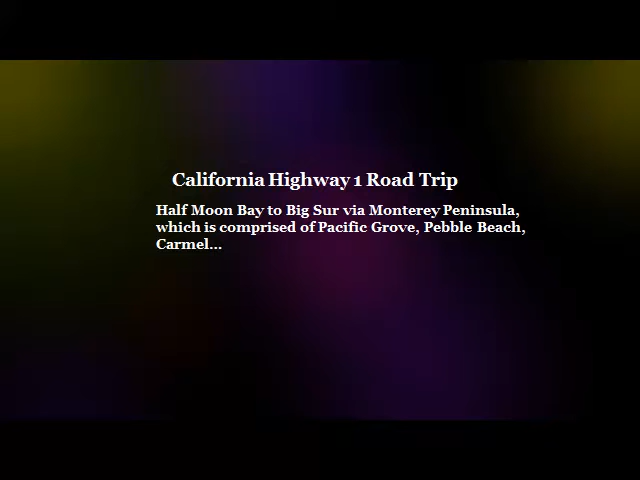 California Highway 1 Road Trip
Half Moon Bay to Big Sur via Monterey Peninsula,
which is comprised of Pacific Grove, Pebble Beach,
Carmel...